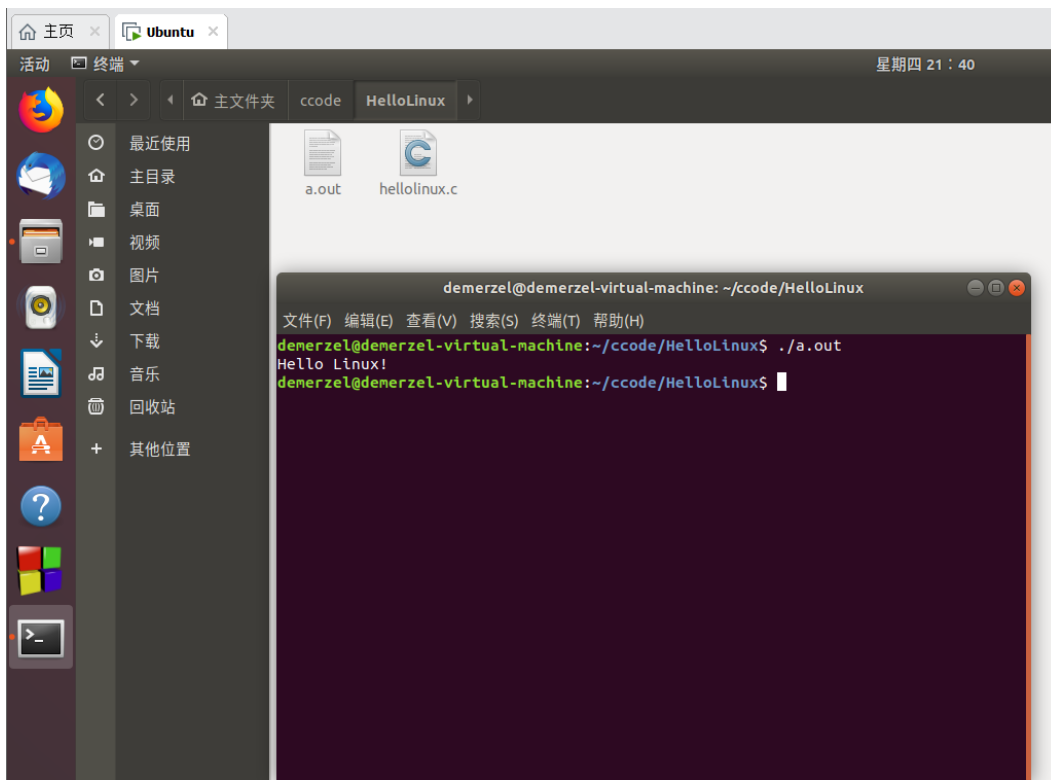 主页 × Ubuntu ×
活动 终端 星期四 21：40
主文件夹 ccode HelloLinux
最近使用
主目录
桌面
视频
图片
文档
下载
音乐
回收站
+ 其他位置
a.out hellolinux.c
demerzel@demerzel-virtual-machine: ~/ccode/HelloLinux
文件(F) 编辑(E) 查看(V) 搜索(S) 终端(T) 帮助(H)
demerzel@demerzel-virtual-machine:~/ccode/HelloLinux$ ./a.out
Hello Linux!
demerzel@demerzel-virtual-machine:~/ccode/HelloLinux$